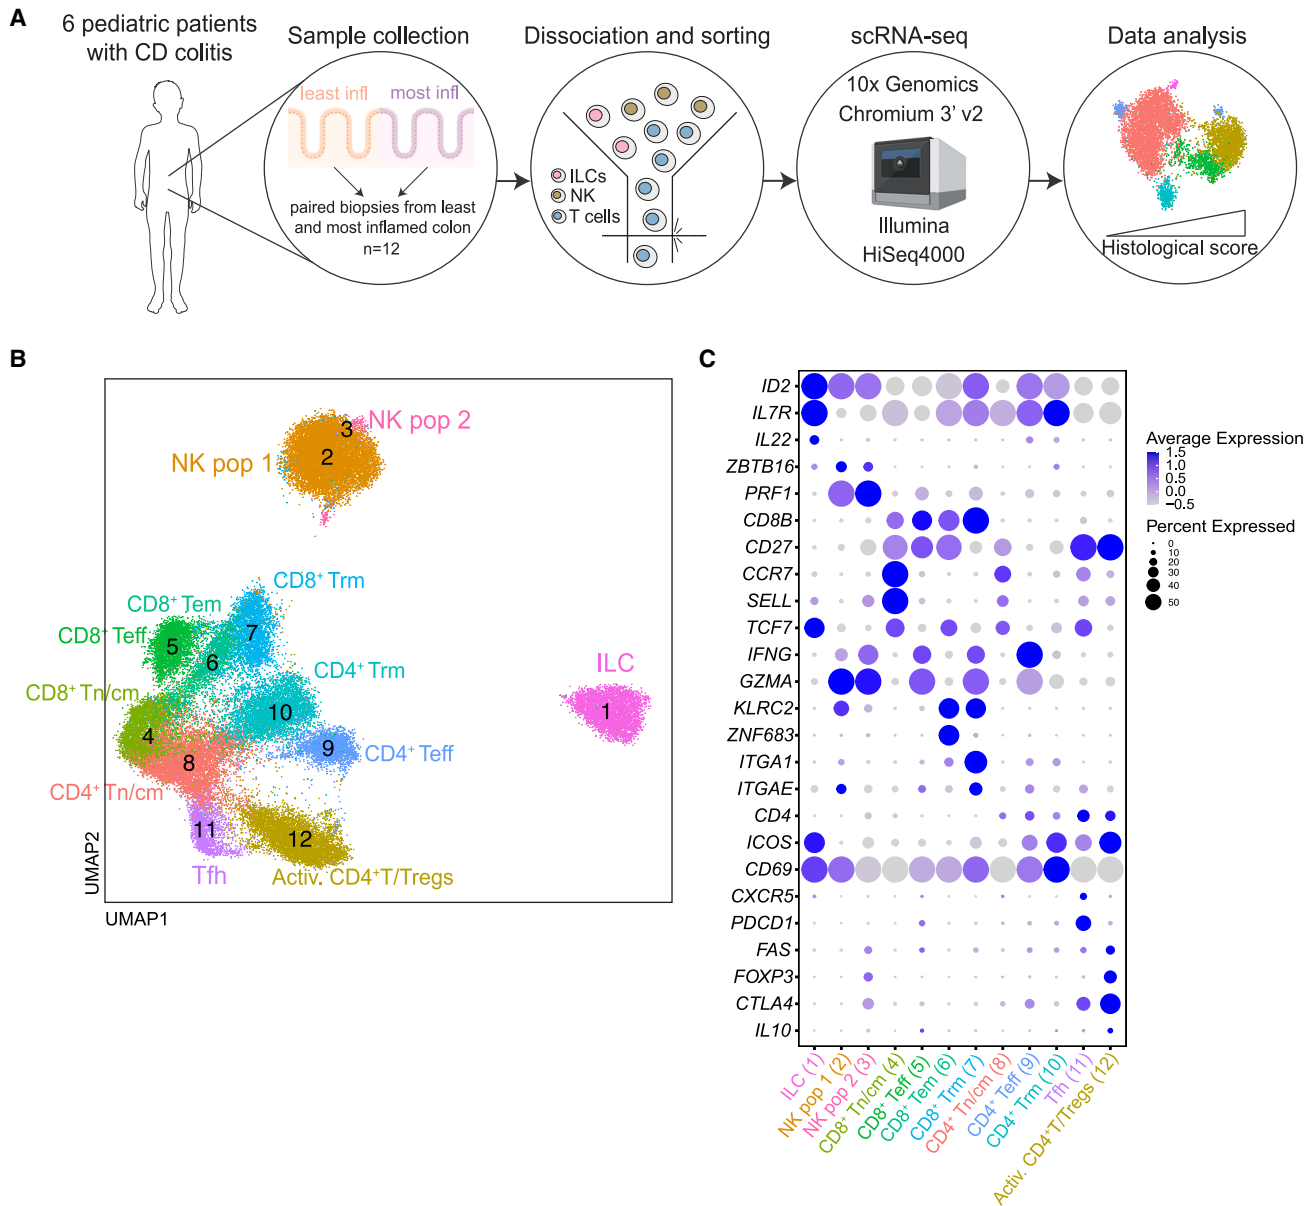 A
6 pediatric patients
with CD colitis
Sample collection
least infl
most infl
paired biopsies from least
and most inflamed colon
n=12
Dissociation and sorting
ILCs
NK
T cells
scRNA-seq
10x Genomics
Chromium 3’ v2
Illumina
HiSeq4000
Data analysis
Histological score
B
NK pop 2
3
NK pop 1
2
CD8⁺ Trm
CD8⁺ Tem
CD8⁺ Teff
5
6
7
CD4⁺ Trm
ILC
CD8⁺ Tn/cm
10
1
4
9
CD4⁺ Teff
8
CD4⁺ Tn/cm
11
12
Tfh
Activ. CD4⁺T/Tregs
UMAP2
UMAP1
C
ID2
IL7R
IL22
ZBTB16
PRF1
CD8B
CD27
CCR7
SELL
TCF7
IFNG
GZMA
KLRC2
ZNF683
ITGA1
ITGAE
CD4
ICOS
CD69
CXCR5
PDCD1
FAS
FOXP3
CTLA4
IL10
ILC (1)
NK pop 1 (2)
NK pop 2 (3)
CD8⁺ Tn/cm (4)
CD8⁺ Teff (5)
CD8⁺ Tem (6)
CD8⁺ Trm (7)
CD4⁺ Tn/cm (8)
CD4⁺ Teff (9)
CD4⁺ Trm (10)
Tfh (11)
Activ. CD4⁺T/Tregs (12)
Average Expression
1.5
1.0
0.5
0.0
−0.5
Percent Expressed
0
10
20
30
40
50